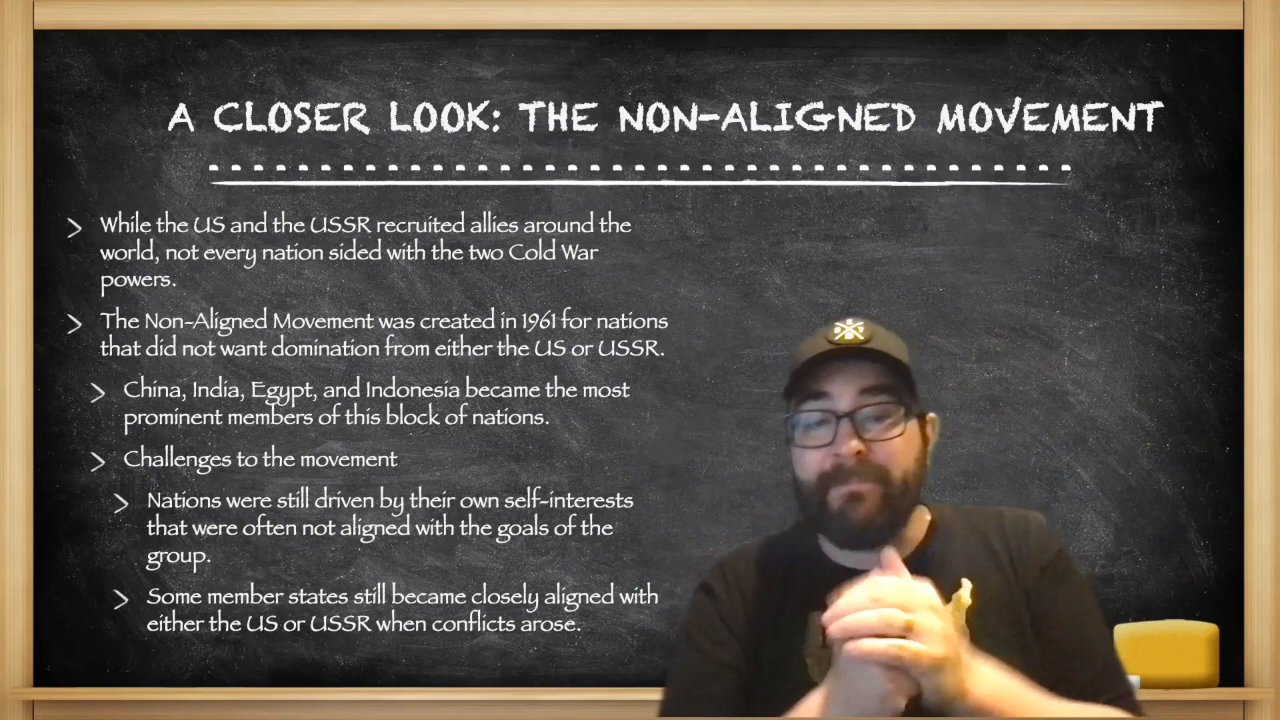 A CLOSER LOOK: THE NON-ALIGNED MOVEMENT
While the US and the USSR recruited allies around the
world, not every nation sided with the two Cold War
powers.
The Non-Aligned Movement was created in 1961 for nations
that did not want domination from either the US or USSR.
China, India, Egypt, and Indonesia became the most
prominent members of this block of nations.
Challenges to the movement
Nations were still driven by their own self-interests
that were often not aligned with the goals of the
group.
Some member states still became closely aligned with
either the US or USSR when conflicts arose.